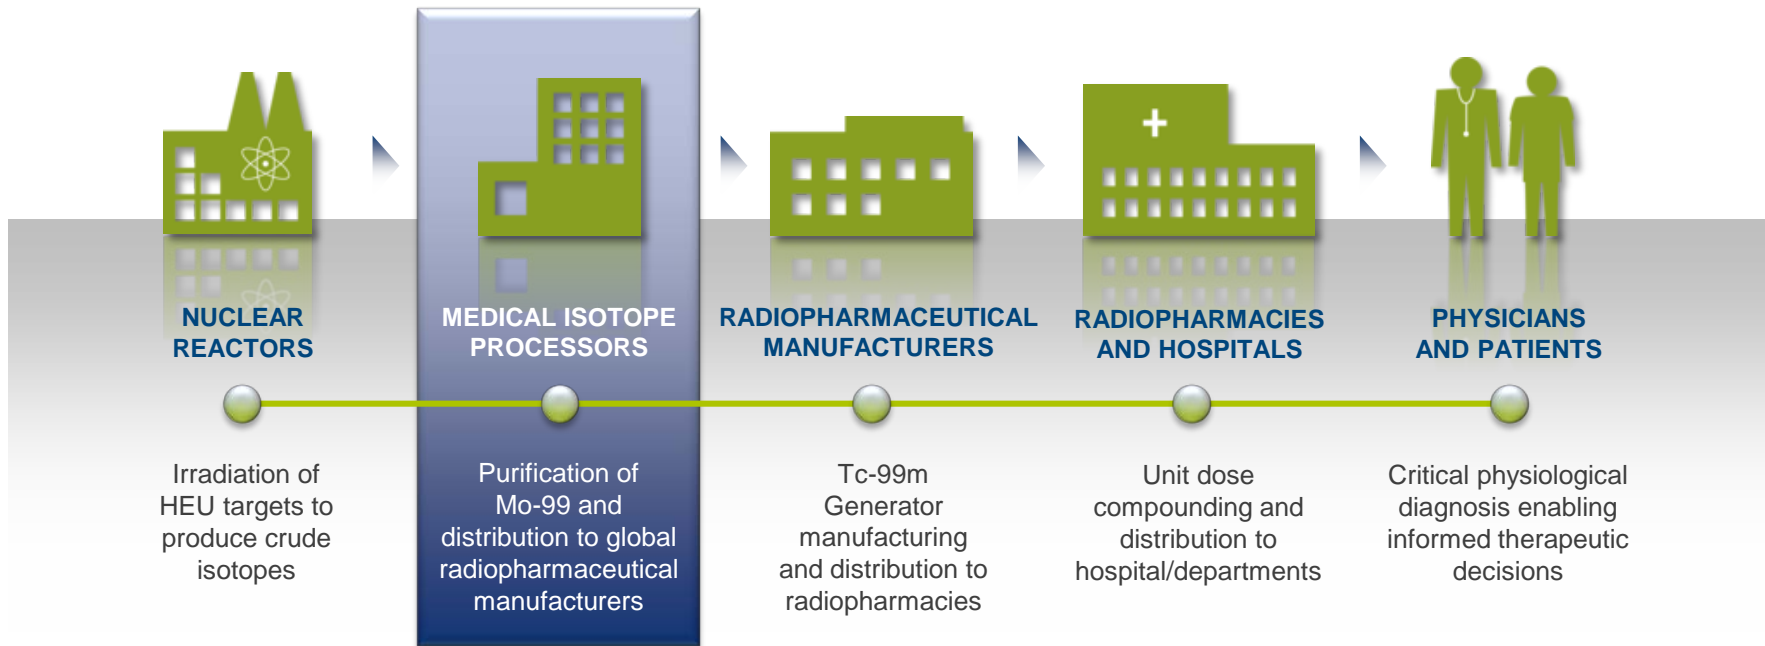 NUCLEAR
REACTORS
Irradiation of
HEU targets to
produce crude
isotopes
MEDICAL ISOTOPE
PROCESSORS
Purification of
Mo-99 and
distribution to global
radiopharmaceutical
manufacturers
RADIOPHARMACEUTICAL
MANUFACTURERS
Tc-99m
Generator
manufacturing
and distribution to
radiopharmacies
RADIOPHARMACIES
AND HOSPITALS
Unit dose
compounding and
distribution to
hospital/departments
PHYSICIANS
AND PATIENTS
Critical physiological
diagnosis enabling
informed therapeutic
decisions